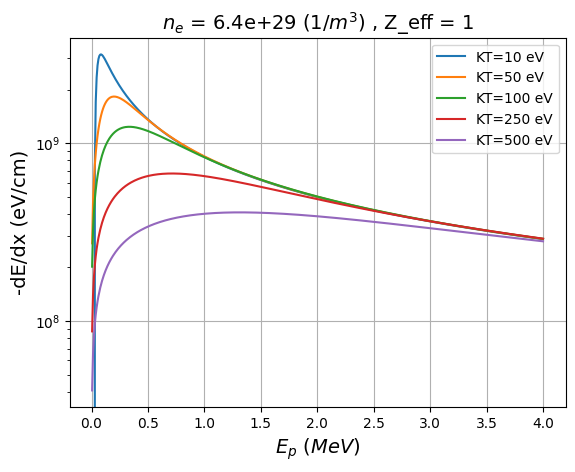 n_e = 6.4e+29 (1/m^3) , Z_eff = 1
-dE/dx (eV/cm)
10^9
10^8
KT=10 eV
KT=50 eV
KT=100 eV
KT=250 eV
KT=500 eV
0.0 0.5 1.0 1.5 2.0 2.5 3.0 3.5 4.0
E_p (MeV)